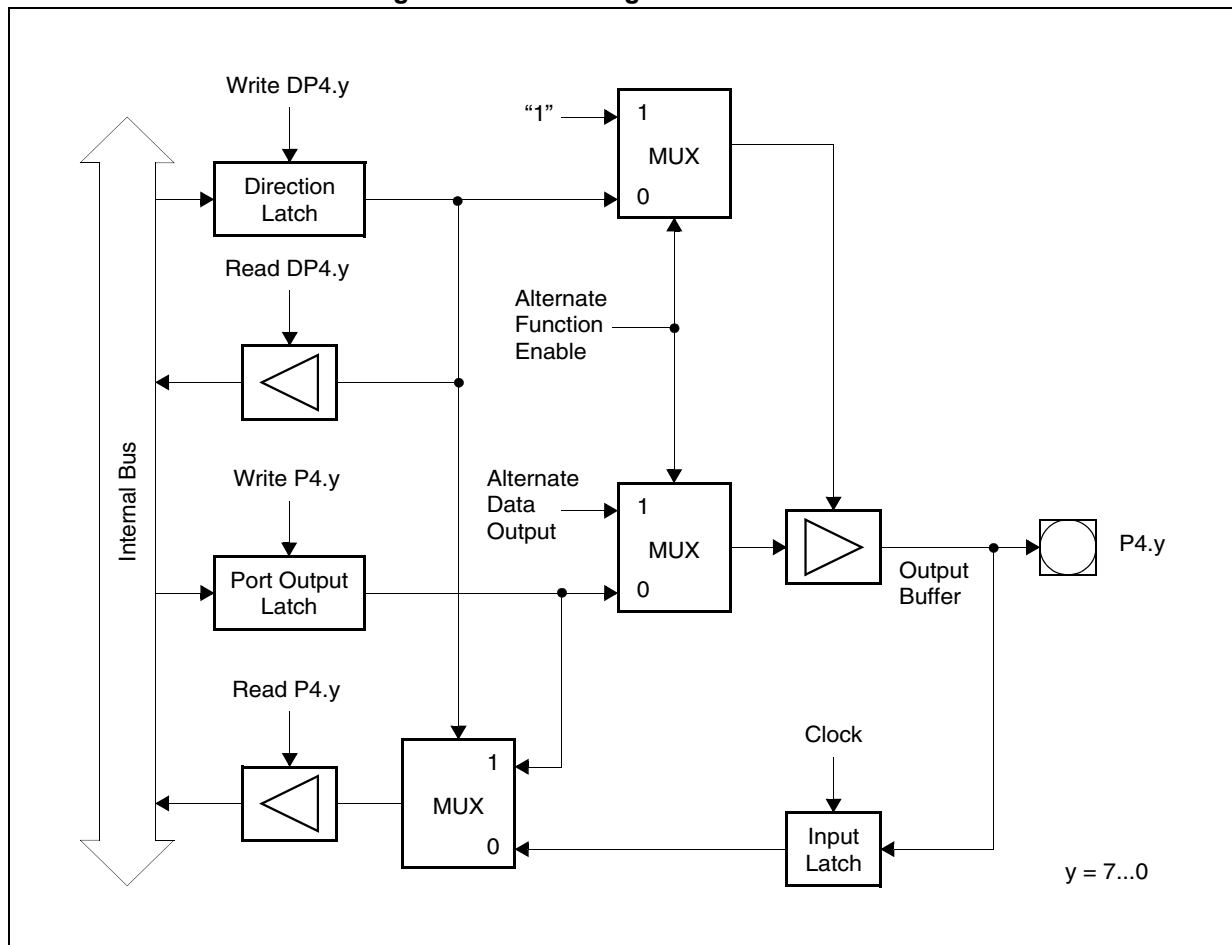 Write DP4.y
“1”
1
MUX
0
Direction
Latch
Read DP4.y
Alternate
Function
Enable
Internal Bus
Write P4.y
Alternate
Data
Output
1
MUX
0
Port Output
Latch
Output
Buffer
P4.y
Read P4.y
Clock
1
MUX
0
Input
Latch
y = 7...0